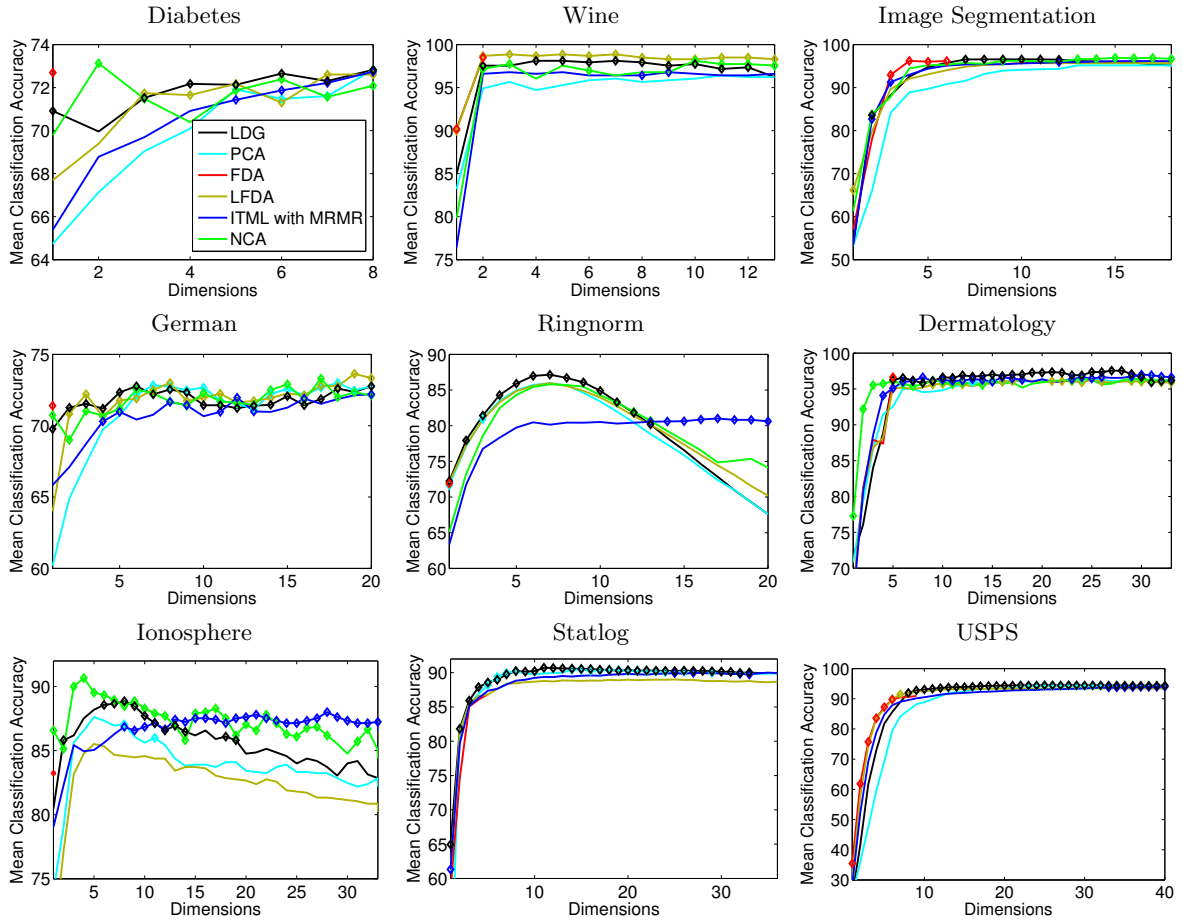 Diabetes
Wine
Image Segmentation
Mean Classification Accuracy
74
72
70
68
66
64
2
4
6
8
Dimensions
LDG
PCA
FDA
LFDA
ITML with MRMR
NCA
Mean Classification Accuracy
100
95
90
85
80
75
2
4
6
8
10
12
Dimensions
Mean Classification Accuracy
100
90
80
70
60
50
5
10
15
Dimensions
German
Ringnorm
Dermatology
Mean Classification Accuracy
75
70
65
60
5
10
15
20
Dimensions
Mean Classification Accuracy
90
85
80
75
70
65
60
5
10
15
20
Dimensions
Mean Classification Accuracy
100
95
90
85
80
75
70
5
10
15
20
25
30
Dimensions
Ionosphere
Statlog
USPS
Mean Classification Accuracy
90
85
80
75
5
10
15
20
25
30
Dimensions
Mean Classification Accuracy
90
85
80
75
70
65
60
10
20
30
Dimensions
Mean Classification Accuracy
100
90
80
70
60
50
40
30
10
20
30
40
Dimensions